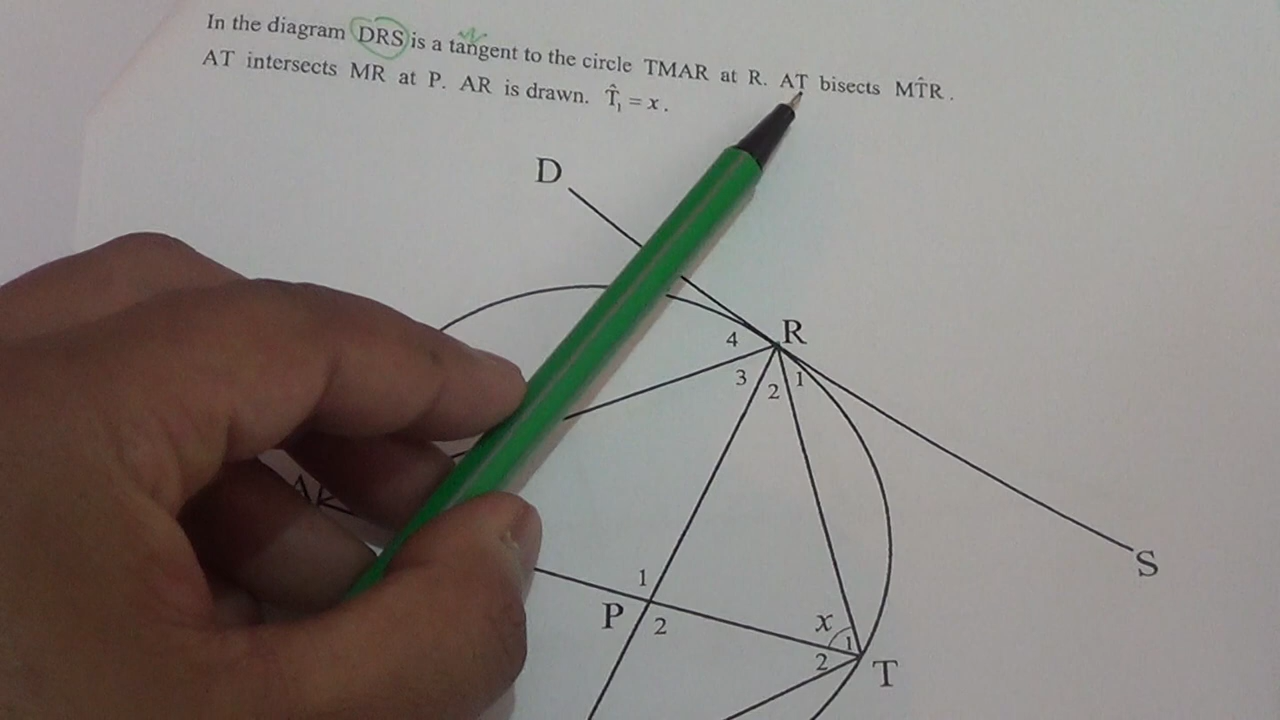 In the diagram DRS is a tangent to the circle TMAR at R. AT bisects MT̂R.
AT intersects MR at P. AR is drawn. T̂₁ = x.
D
R
4
3
2
1
S
A
1
P
2
x
1
2
T